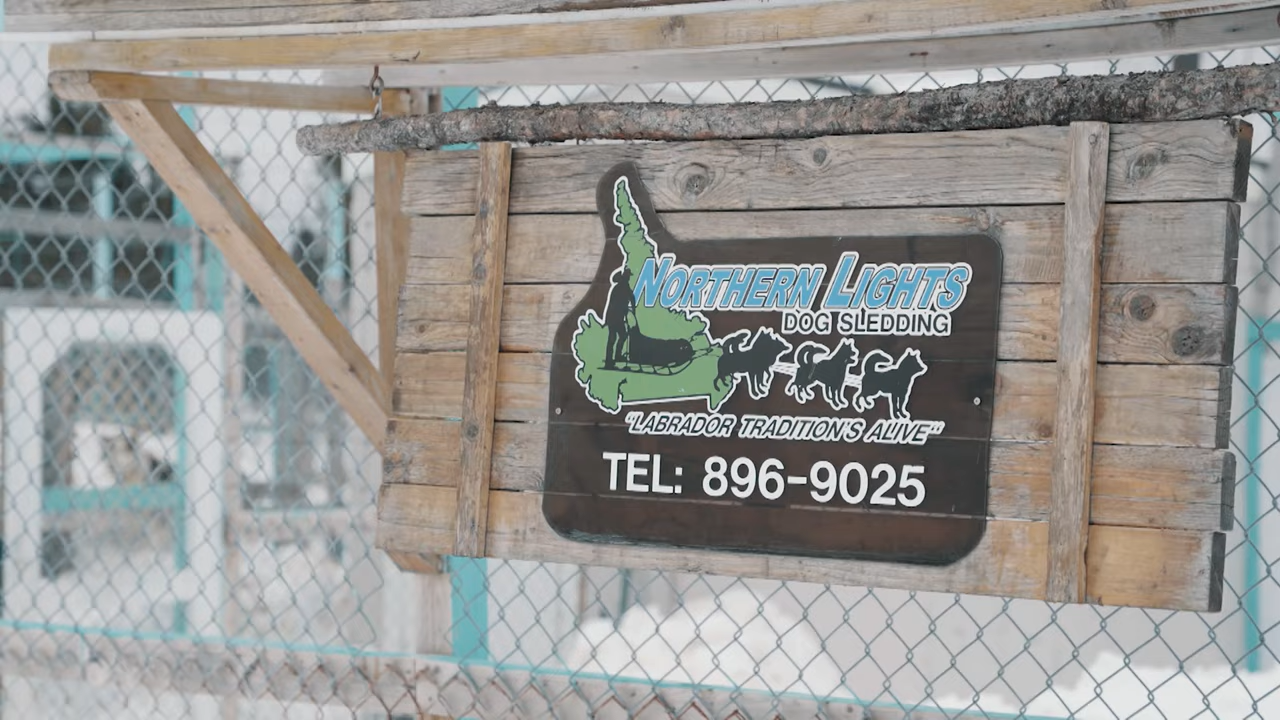 NORTHERN LIGHTS
DOG SLEDDING
"LABRADOR TRADITION'S ALIVE"
TEL: 896-9025